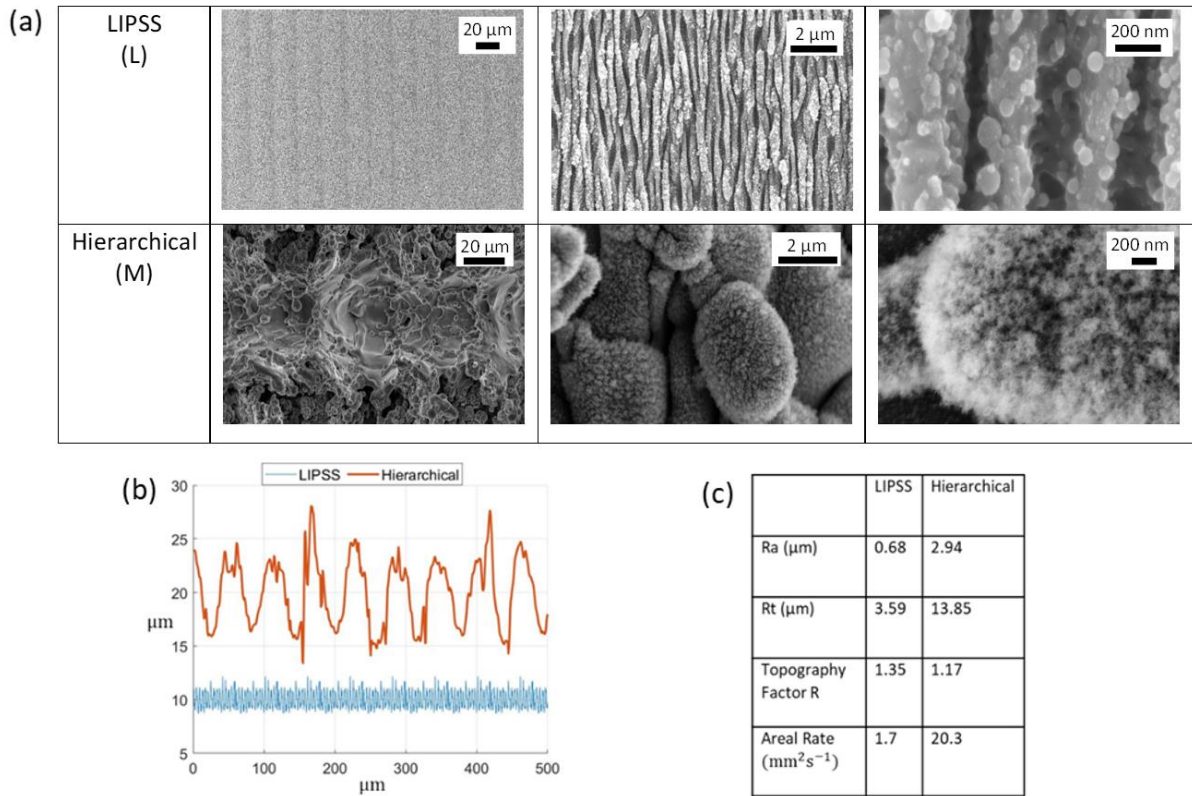 (a)
LIPSS
(L)
20 µm
2 µm
200 nm
Hierarchical
(M)
20 µm
2 µm
200 nm
(b)
LIPSS Hierarchical
30
25
20
15
10
5
µm
0 100 200 300 400 500
µm
(c)
LIPSS Hierarchical
Ra (µm) 0.68 2.94
Rt (µm) 3.59 13.85
Topography
Factor R 1.35 1.17
Areal Rate
(mm²s⁻¹) 1.7 20.3